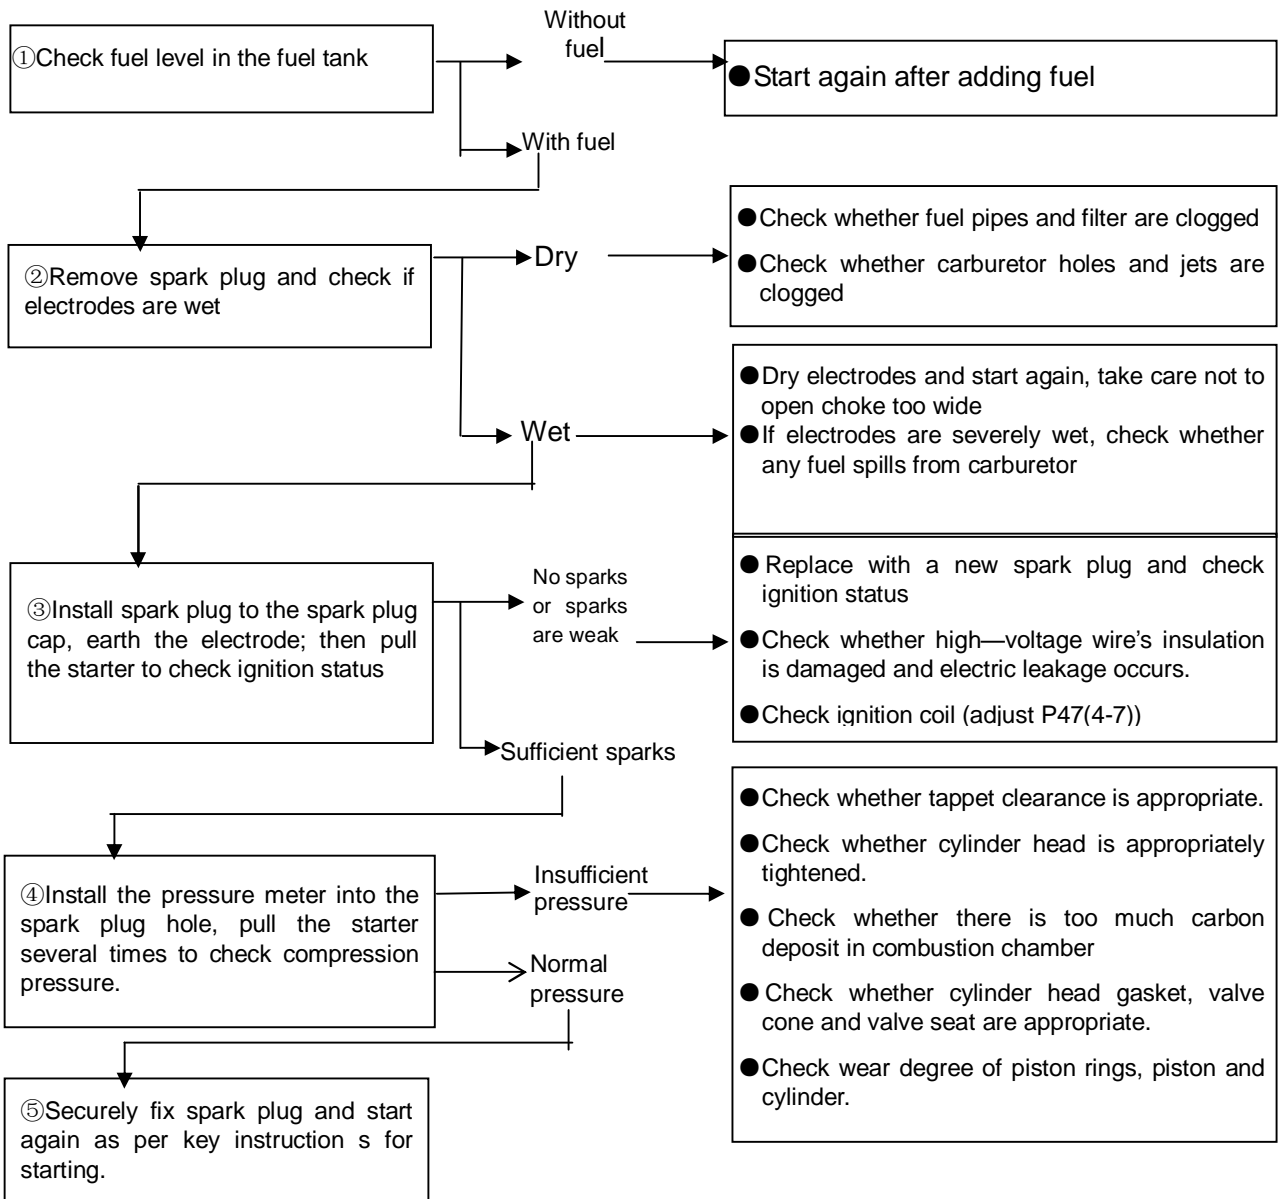 ①Check fuel level in the fuel tank
Without
fuel
●Start again after adding fuel
With fuel
②Remove spark plug and check if
electrodes are wet
Dry
●Check whether fuel pipes and filter are clogged
●Check whether carburetor holes and jets are
clogged
Wet
●Dry electrodes and start again, take care not to
open choke too wide
●If electrodes are severely wet, check whether
any fuel spills from carburetor
③Install spark plug to the spark plug
cap, earth the electrode; then pull
the starter to check ignition status
No sparks
or sparks
are weak
● Replace with a new spark plug and check
ignition status
●Check whether high—voltage wire’s insulation
is damaged and electric leakage occurs.
●Check ignition coil (adjust P47(4-7))
Sufficient sparks
④Install the pressure meter into the
spark plug hole, pull the starter
several times to check compression
pressure.
Insufficient
pressure
●Check whether tappet clearance is appropriate.
●Check whether cylinder head is appropriately
tightened.
● Check whether there is too much carbon
deposit in combustion chamber
● Check whether cylinder head gasket, valve
cone and valve seat are appropriate.
●Check wear degree of piston rings, piston and
cylinder.
Normal
pressure
⑤Securely fix spark plug and start
again as per key instruction s for
starting.